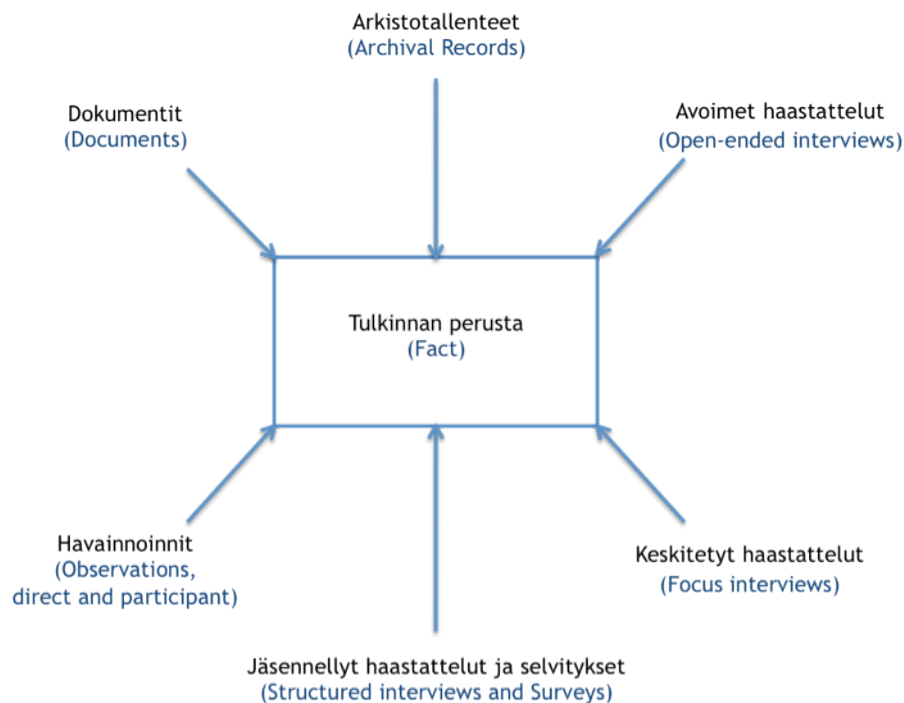 Arkistotallenteet
(Archival Records)
Dokumentit
(Documents)
Avoimet haastattelut
(Open-ended interviews)
Tulkinnan perusta
(Fact)
Havainnoinnit
(Observations,
direct and participant)
Keskitetyt haastattelut
(Focus interviews)
Jäsennellyt haastattelut ja selvitykset
(Structured interviews and Surveys)